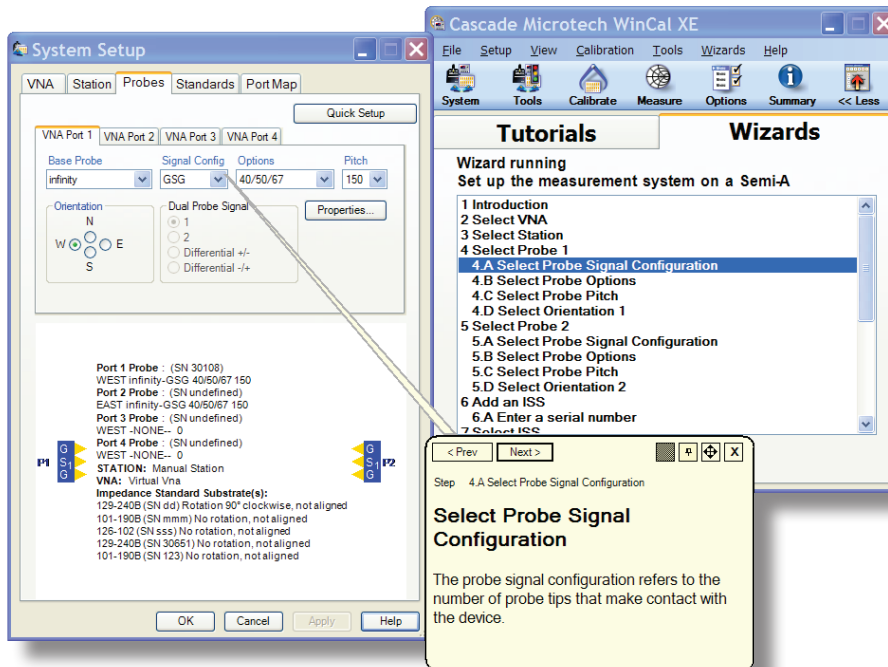 System Setup
VNA Station Probes Standards Port Map
Quick Setup
VNA Port 1 VNA Port 2 VNA Port 3 VNA Port 4
Base Probe Signal Config Options Pitch
infinity GSG 40/50/67 150
Orientation
N
W E
S
Dual Probe Signal
1
2
Differential +/-
Differential -/+
Properties...
Port 1 Probe : (SN 30108)
WEST infinity-GSG 40/50/67 150
Port 2 Probe : (SN undefined)
EAST infinity-GSG 40/50/67 150
Port 3 Probe : (SN undefined)
WEST -NONE-- 0
Port 4 Probe : (SN undefined)
WEST -NONE-- 0
STATION: Manual Station
VNA: Virtual Vna
Impedance Standard Substrate(s):
129-240B (SN dd) Rotation 90° clockwise, not aligned
101-190B (SN mmm) No rotation, not aligned
126-102 (SN sss) No rotation, not aligned
129-240B (SN 30651) No rotation, not aligned
101-190B (SN 123) No rotation, not aligned
P1
G
S1
G
G
S1
G
P2
OK Cancel Apply Help
Cascade Microtech WinCal XE
File Setup View Calibration Tools Wizards Help
System Tools Calibrate Measure Options Summary << Less
Tutorials Wizards
Wizard running
Set up the measurement system on a Semi-A
1 Introduction
2 Select VNA
3 Select Station
4 Select Probe 1
4.A Select Probe Signal Configuration
4.B Select Probe Options
4.C Select Probe Pitch
4.D Select Orientation 1
5 Select Probe 2
5.A Select Probe Signal Configuration
5.B Select Probe Options
5.C Select Probe Pitch
5.D Select Orientation 2
6 Add an ISS
6.A Enter a serial number
7 Select ISS
< Prev Next > X
Step 4.A Select Probe Signal Configuration
Select Probe Signal
Configuration
The probe signal configuration refers to the
number of probe tips that make contact with
the device.